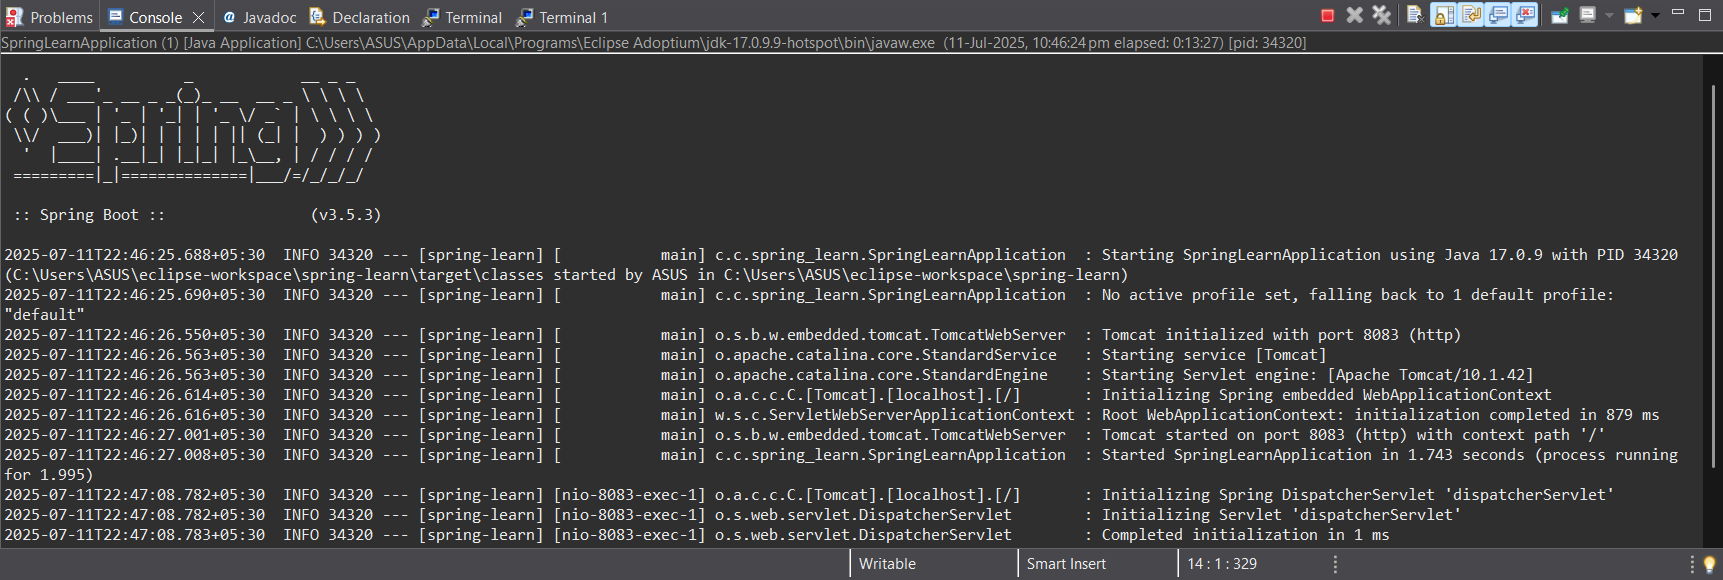 Problems Console Javadoc Declaration Terminal Terminal 1
SpringLearnApplication (1) [Java Application] C:\Users\ASUS\AppData\Local\Programs\Eclipse Adoptium\jdk-17.0.9.9-hotspot\bin\javaw.exe (11-Jul-2025, 10:46:24 pm elapsed: 0:13:27) [pid: 34320]
  .   ____          _            __ _ _
 /\\ / ___'_ __ _ _(_)_ __  __ _ \ \ \ \
( ( )\___ | '_ | '_| | '_ \/ _` | \ \ \ \
 \\/  ___)| |_)| | | | | || (_| |  ) ) ) )
  '  |____| .__|_| |_|_| |_\__, | / / / /
 =========|_|==============|___/=/_/_/_/
 :: Spring Boot ::                (v3.5.3)
2025-07-11T22:46:25.688+05:30  INFO 34320 --- [spring-learn] [           main] c.c.spring_learn.SpringLearnApplication  : Starting SpringLearnApplication using Java 17.0.9 with PID 34320
(C:\Users\ASUS\eclipse-workspace\spring-learn\target\classes started by ASUS in C:\Users\ASUS\eclipse-workspace\spring-learn)
2025-07-11T22:46:25.690+05:30  INFO 34320 --- [spring-learn] [           main] c.c.spring_learn.SpringLearnApplication  : No active profile set, falling back to 1 default profile:
"default"
2025-07-11T22:46:26.550+05:30  INFO 34320 --- [spring-learn] [           main] o.s.b.w.embedded.tomcat.TomcatWebServer  : Tomcat initialized with port 8083 (http)
2025-07-11T22:46:26.563+05:30  INFO 34320 --- [spring-learn] [           main] o.apache.catalina.core.StandardService   : Starting service [Tomcat]
2025-07-11T22:46:26.563+05:30  INFO 34320 --- [spring-learn] [           main] o.apache.catalina.core.StandardEngine    : Starting Servlet engine: [Apache Tomcat/10.1.42]
2025-07-11T22:46:26.614+05:30  INFO 34320 --- [spring-learn] [           main] o.a.c.c.C.[Tomcat].[localhost].[/]       : Initializing Spring embedded WebApplicationContext
2025-07-11T22:46:26.616+05:30  INFO 34320 --- [spring-learn] [           main] w.s.c.ServletWebServerApplicationContext : Root WebApplicationContext: initialization completed in 879 ms
2025-07-11T22:46:27.001+05:30  INFO 34320 --- [spring-learn] [           main] o.s.b.w.embedded.tomcat.TomcatWebServer  : Tomcat started on port 8083 (http) with context path '/'
2025-07-11T22:46:27.008+05:30  INFO 34320 --- [spring-learn] [           main] c.c.spring_learn.SpringLearnApplication  : Started SpringLearnApplication in 1.743 seconds (process running
for 1.995)
2025-07-11T22:47:08.782+05:30  INFO 34320 --- [spring-learn] [nio-8083-exec-1] o.a.c.c.C.[Tomcat].[localhost].[/]       : Initializing Spring DispatcherServlet 'dispatcherServlet'
2025-07-11T22:47:08.782+05:30  INFO 34320 --- [spring-learn] [nio-8083-exec-1] o.s.web.servlet.DispatcherServlet        : Initializing Servlet 'dispatcherServlet'
2025-07-11T22:47:08.783+05:30  INFO 34320 --- [spring-learn] [nio-8083-exec-1] o.s.web.servlet.DispatcherServlet        : Completed initialization in 1 ms
Writable Smart Insert 14 : 1 : 329